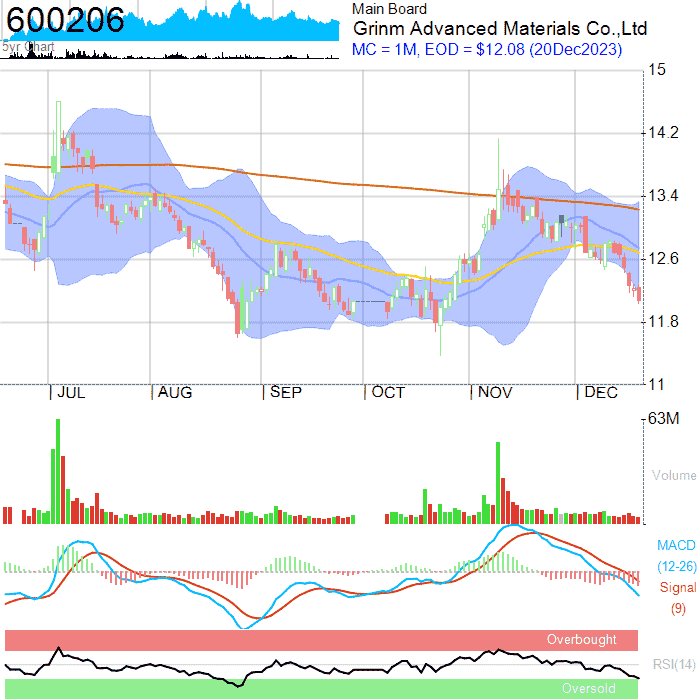 600206
5yr Chart
Main Board
Grinm Advanced Materials Co.,Ltd
MC = 1M, EOD = $12.08 (20Dec2023)
15
14.2
13.4
12.6
11.8
11
JUL AUG SEP OCT NOV DEC
63M
Volume
MACD
(12-26)
Signal
(9)
Overbought
RSI(14)
Oversold